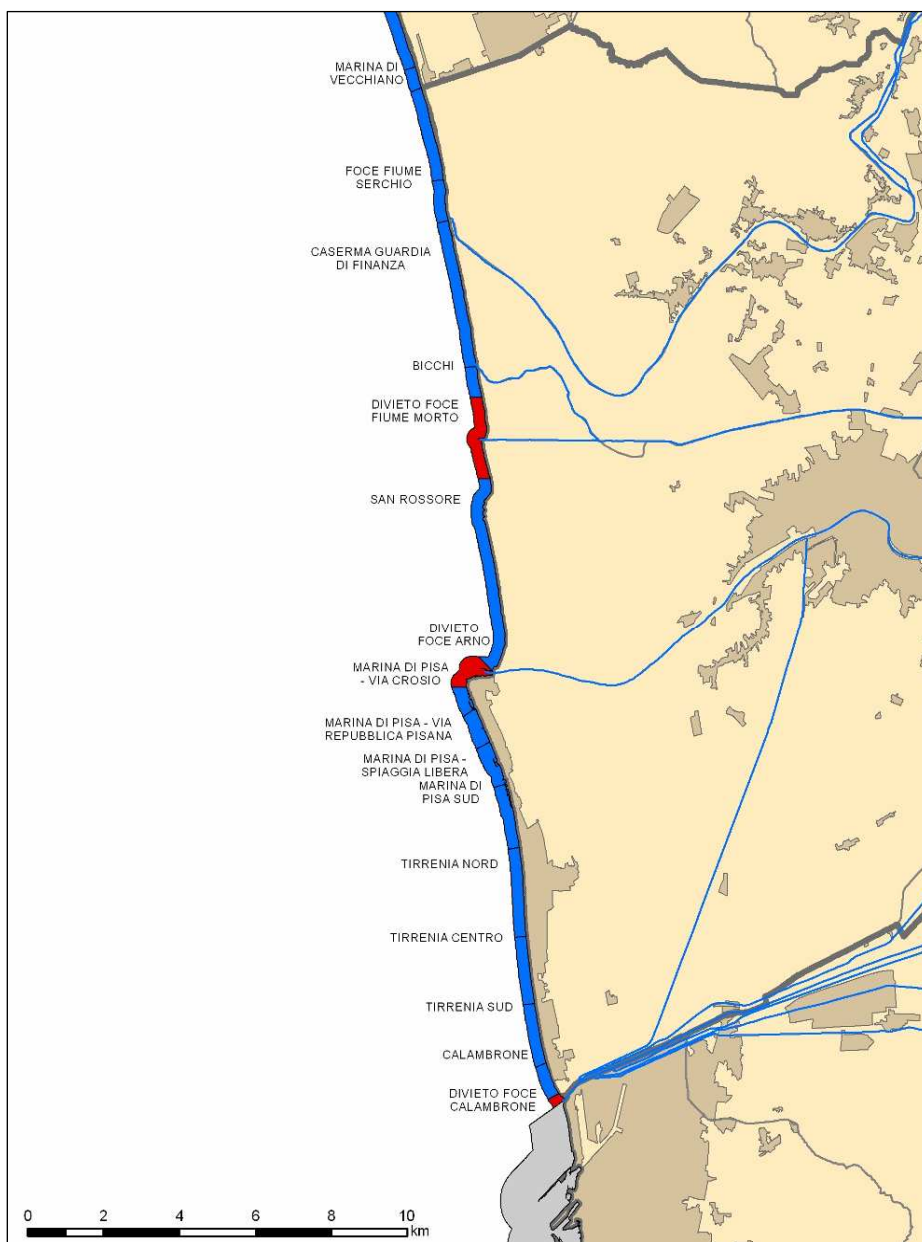 MARINA DI
VECCHIANO
FOCE FIUME
SERCHIO
CASERMA GUARDIA
DI FINANZA
BICCHI
DIVIETO FOCE
FIUME MORTO
SAN ROSSORE
DIVIETO
FOCE ARNO
MARINA DI PISA
- VIA CROSIO
MARINA DI PISA - VIA
REPUBBLICA PISANA
MARINA DI PISA -
SPIAGGIA LIBERA
MARINA DI
PISA SUD
TIRRENIA NORD
TIRRENIA CENTRO
TIRRENIA SUD
CALAMBRONE
DIVIETO FOCE
CALAMBRONE
0 2 4 6 8 10
km